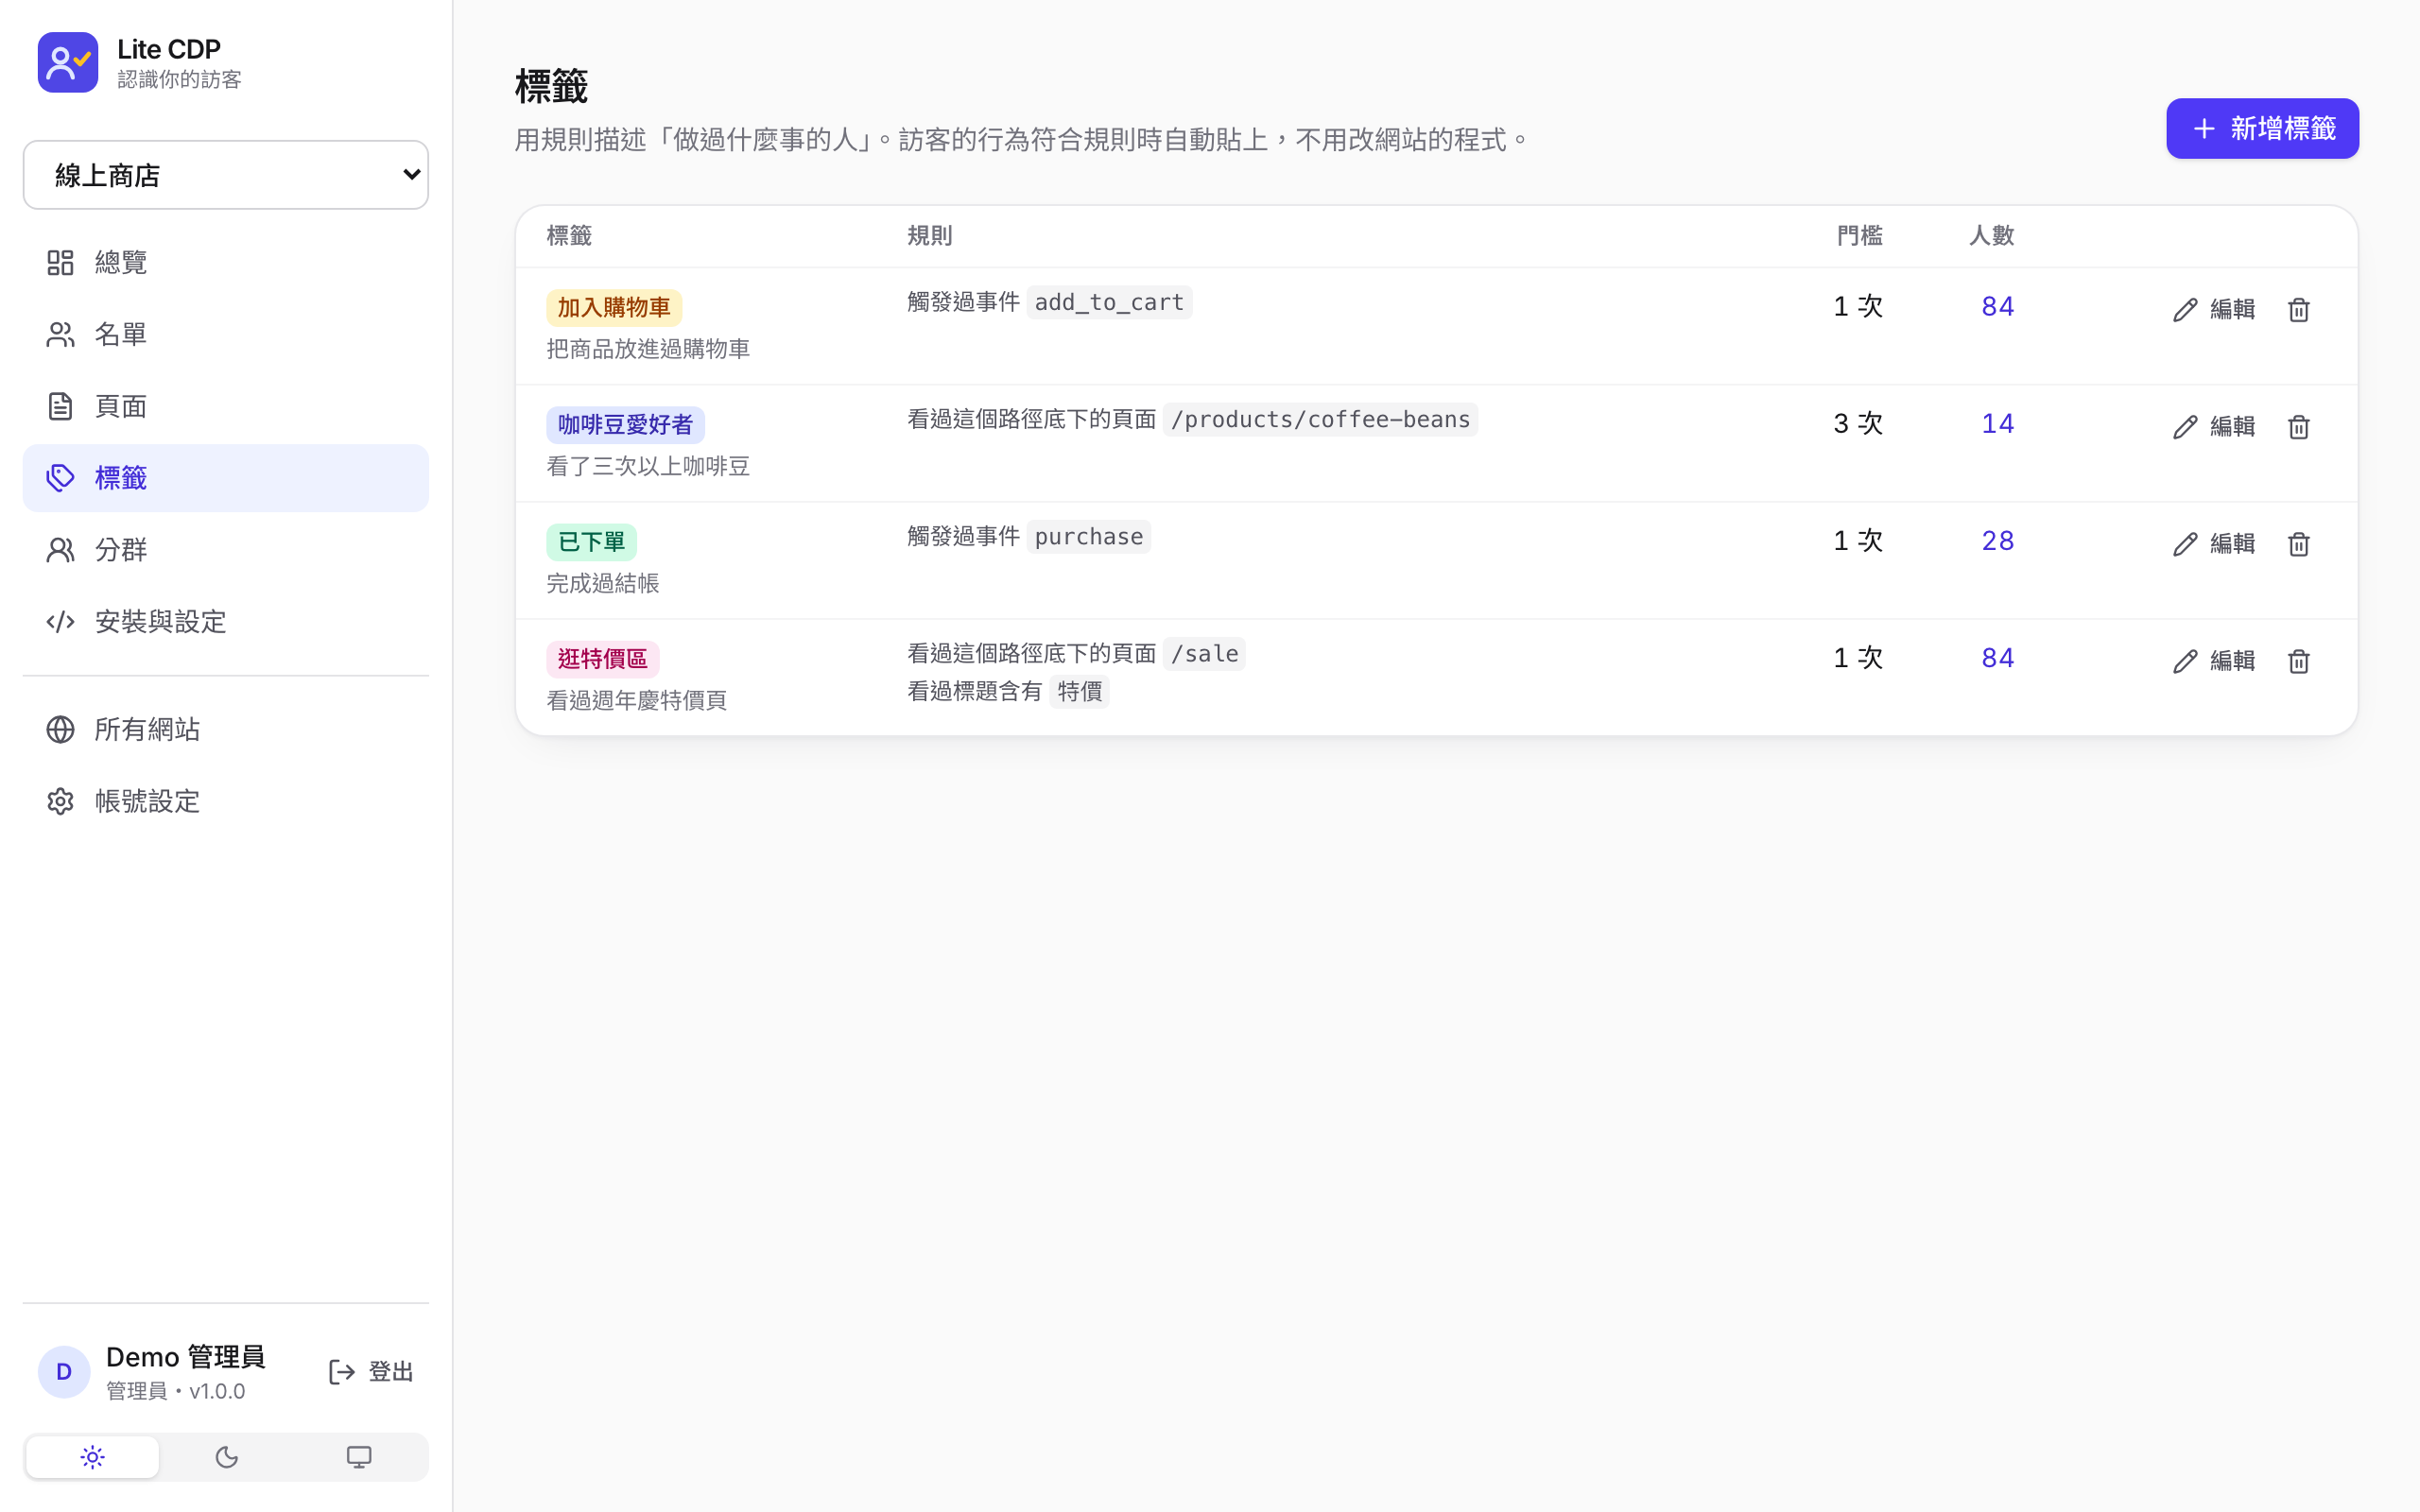 Lite CDP
認識你的訪客
線上商店
總覽
名單
頁面
標籤
分群
安裝與設定
所有網站
帳號設定
Demo 管理員
管理員・v1.0.0
D
登出
標籤
用規則描述「做過什麼事的人」。訪客的行為符合規則時自動貼上，不用改網站的程式。
新增標籤
標籤 規則 門檻 人數
加入購物車 觸發過事件 add_to_cart 1 次 84 編輯
把商品放進過購物車
咖啡豆愛好者 看過這個路徑底下的頁面 /products/coffee-beans 3 次 14 編輯
看了三次以上咖啡豆
已下單 觸發過事件 purchase 1 次 28 編輯
完成過結帳
逛特價區 看過這個路徑底下的頁面 /sale 1 次 84 編輯
看過標題含有 特價
看過週年慶特價頁